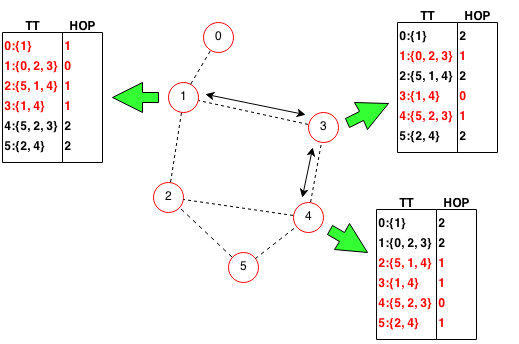 TT HOP
0:{1} 1
1:{0, 2, 3} 0
2:{5, 1, 4} 1
3:{1, 4} 1
4:{5, 2, 3} 2
5:{2, 4} 2
TT HOP
0:{1} 2
1:{0, 2, 3} 1
2:{5, 1, 4} 2
3:{1, 4} 0
4:{5, 2, 3} 1
5:{2, 4} 2
0
1
3
2
4
5
TT HOP
0:{1} 2
1:{0, 2, 3} 2
2:{5, 1, 4} 1
3:{1, 4} 1
4:{5, 2, 3} 0
5:{2, 4} 1